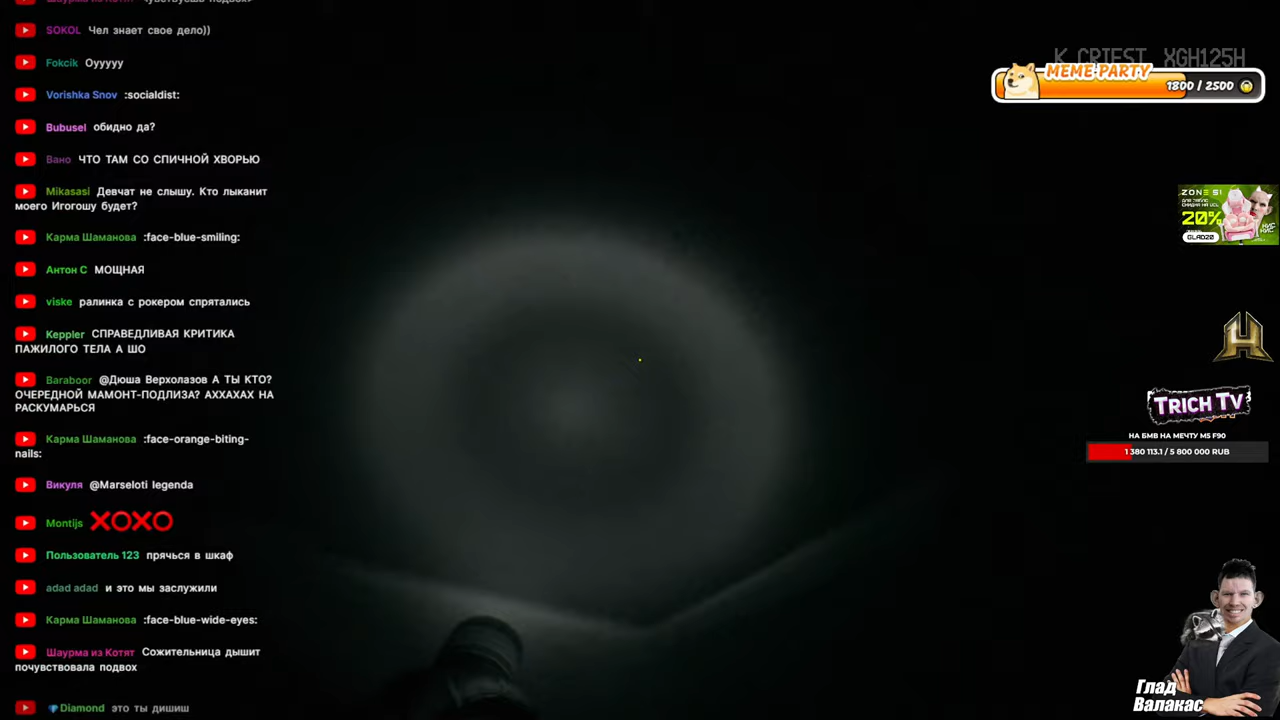 SOKOL Чел знает свое дело))
Fokcik Оууууу
Vorishka Snov :socialdist:
Bubusel обидно да?
Вано ЧТО ТАМ СО СПИЧНОЙ ХВОРЬЮ
Mikasasi Девчат не слышу. Кто лыканит
моего Игогошу будет?
Карма Шаманова :face-blue-smiling:
Антон С МОЩНАЯ
viske ралинка с рокером спрятались
Keppler СПРАВЕДЛИВАЯ КРИТИКА
ПАЖИЛОГО ТЕЛА А ШО
Baraboor @Дюша Верхолазов А ТЫ КТО?
ОЧЕРЕДНОЙ МАМОНТ-ПОДЛИЗА? АХХАХАХ НА
РАСКУМАРЬСЯ
Карма Шаманова :face-orange-biting-
nails:
Викуля @Marseloti legenda
Montijs XOXO
Пользователь 123 прячься в шкаф
adad adad и это мы заслужили
Карма Шаманова :face-blue-wide-eyes:
Шаурма из Котят Сожительница дышит
почувствовала подвох
Diamond это ты дишиш
MEME PARTY
1800 / 2500
ZONE 51
20%
GLAD20
TRICH TV
НА БМВ НА МЕЧТУ M5 F90
1 380 113.1 / 5 800 000 RUB
Глад
Валакас